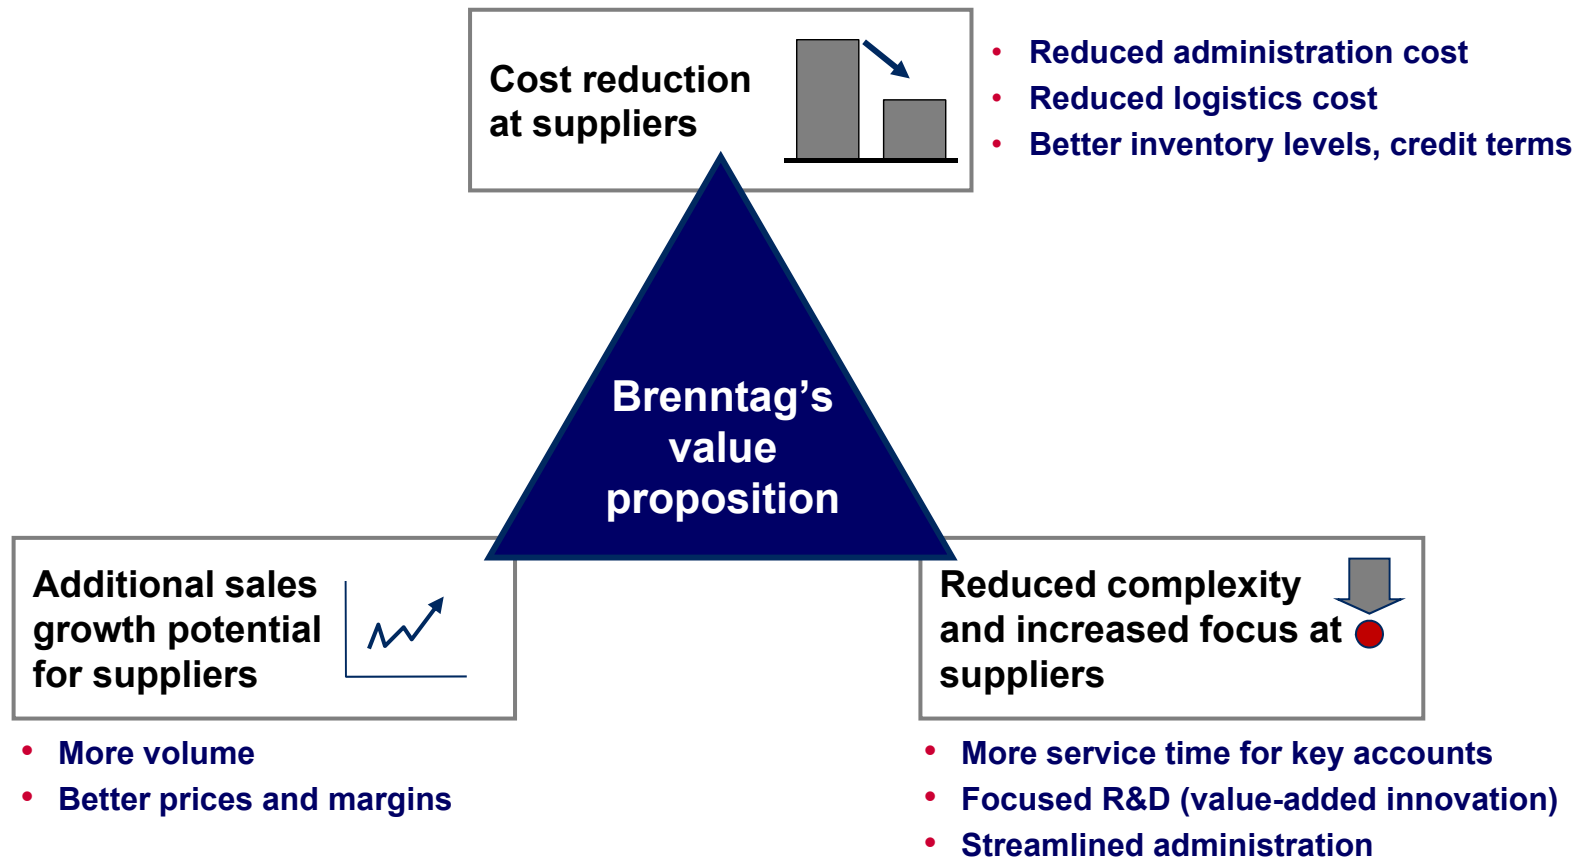 Cost reduction
at suppliers
• Reduced administration cost
• Reduced logistics cost
• Better inventory levels, credit terms
Brenntag’s
value
proposition
Additional sales
growth potential
for suppliers
• More volume
• Better prices and margins
Reduced complexity
and increased focus at
suppliers
• More service time for key accounts
• Focused R&D (value-added innovation)
• Streamlined administration